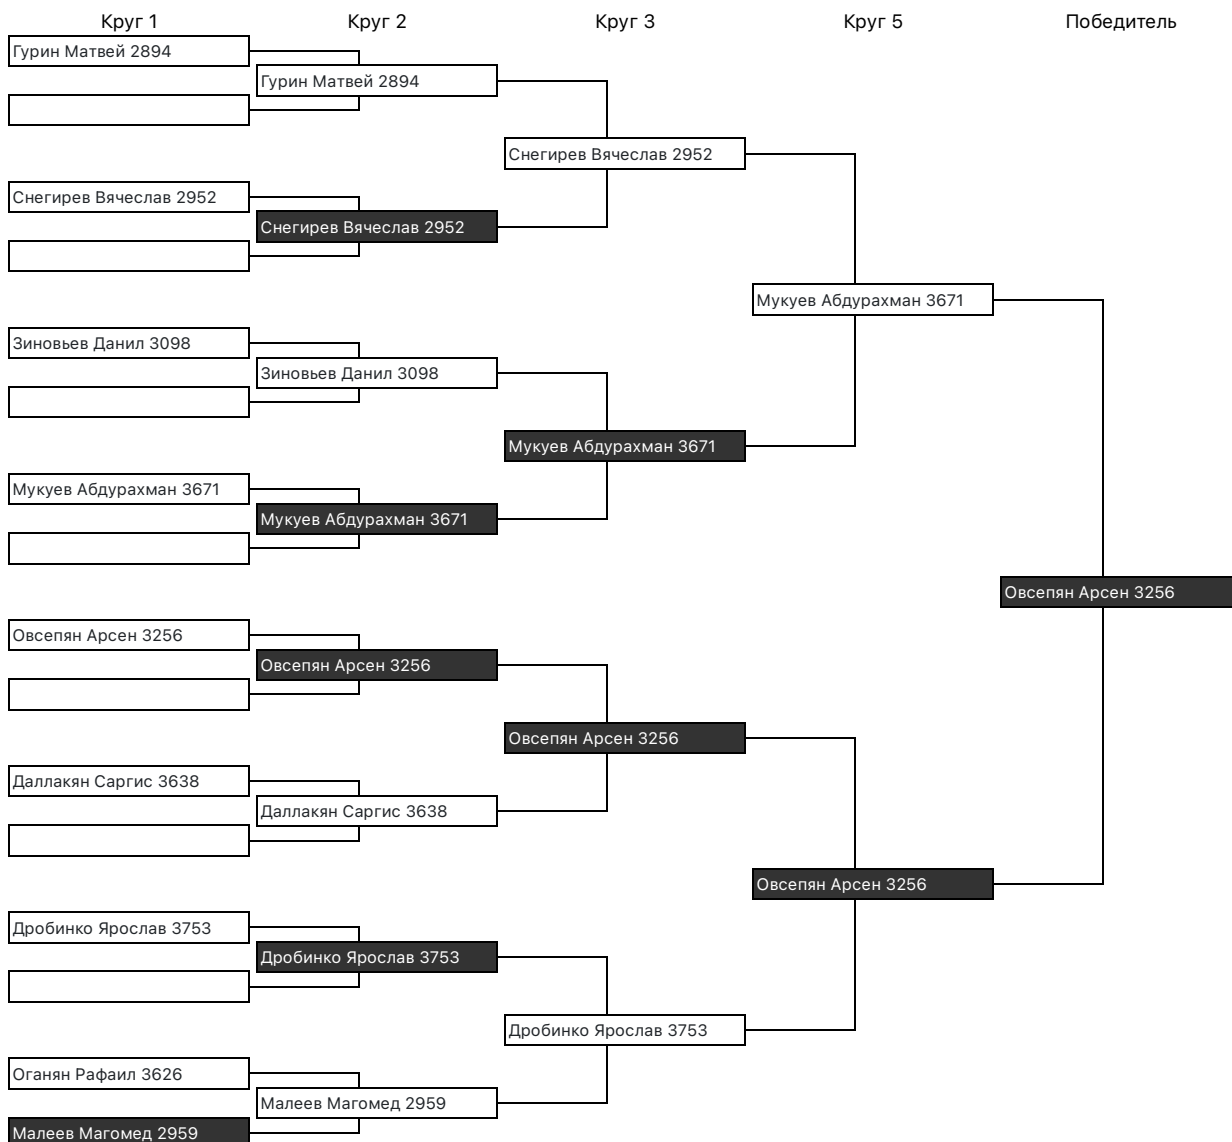 Круг 1
Круг 2
Круг 3
Круг 5
Победитель
Гурин Матвей 2894
Гурин Матвей 2894
Снегирев Вячеслав 2952
Снегирев Вячеслав 2952
Снегирев Вячеслав 2952
Мукуев Абдурахман 3671
Зиновьев Данил 3098
Зиновьев Данил 3098
Мукуев Абдурахман 3671
Мукуев Абдурахман 3671
Мукуев Абдурахман 3671
Овсепян Арсен 3256
Овсепян Арсен 3256
Овсепян Арсен 3256
Овсепян Арсен 3256
Даллакян Саргис 3638
Даллакян Саргис 3638
Овсепян Арсен 3256
Дробинко Ярослав 3753
Дробинко Ярослав 3753
Дробинко Ярослав 3753
Оганян Рафаил 3626
Малеев Магомед 2959
Малеев Магомед 2959